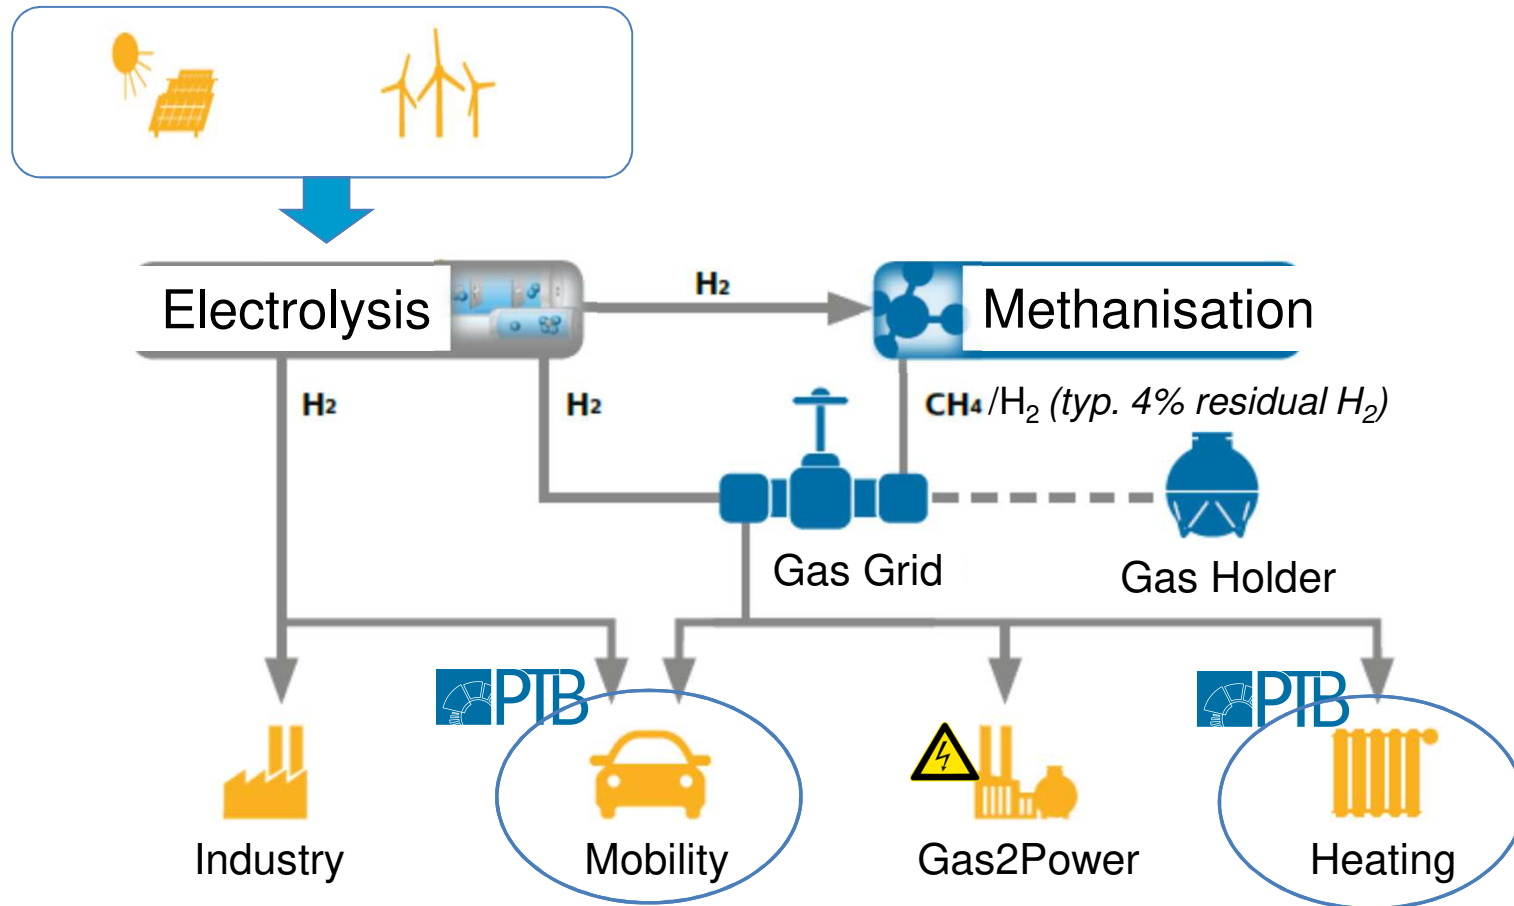 H2
Electrolysis
Methanisation
H2
H2
CH4 /H2 (typ. 4% residual H2)
Gas Grid
Gas Holder
PTB
PTB
Industry
Mobility
Gas2Power
Heating